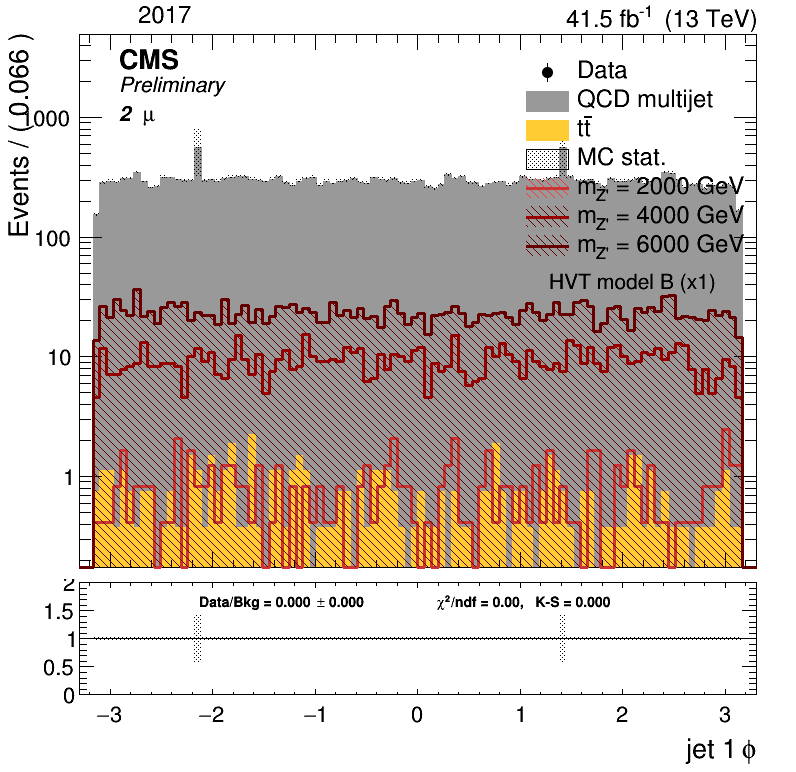 2017
41.5 fb⁻¹ (13 TeV)
CMS
Preliminary
2 μ
Events / ( 0.066 )
Data
QCD multijet
tt̄
MC stat.
m_Z' = 2000 GeV
m_Z' = 4000 GeV
m_Z' = 6000 GeV
HVT model B (x1)
1000
100
10
1
Data/Bkg = 0.000 ± 0.000
χ²/ndf = 0.00, K-S = 0.000
2
1.5
1
0.5
0
−3 −2 −1 0 1 2 3
jet 1 ϕ